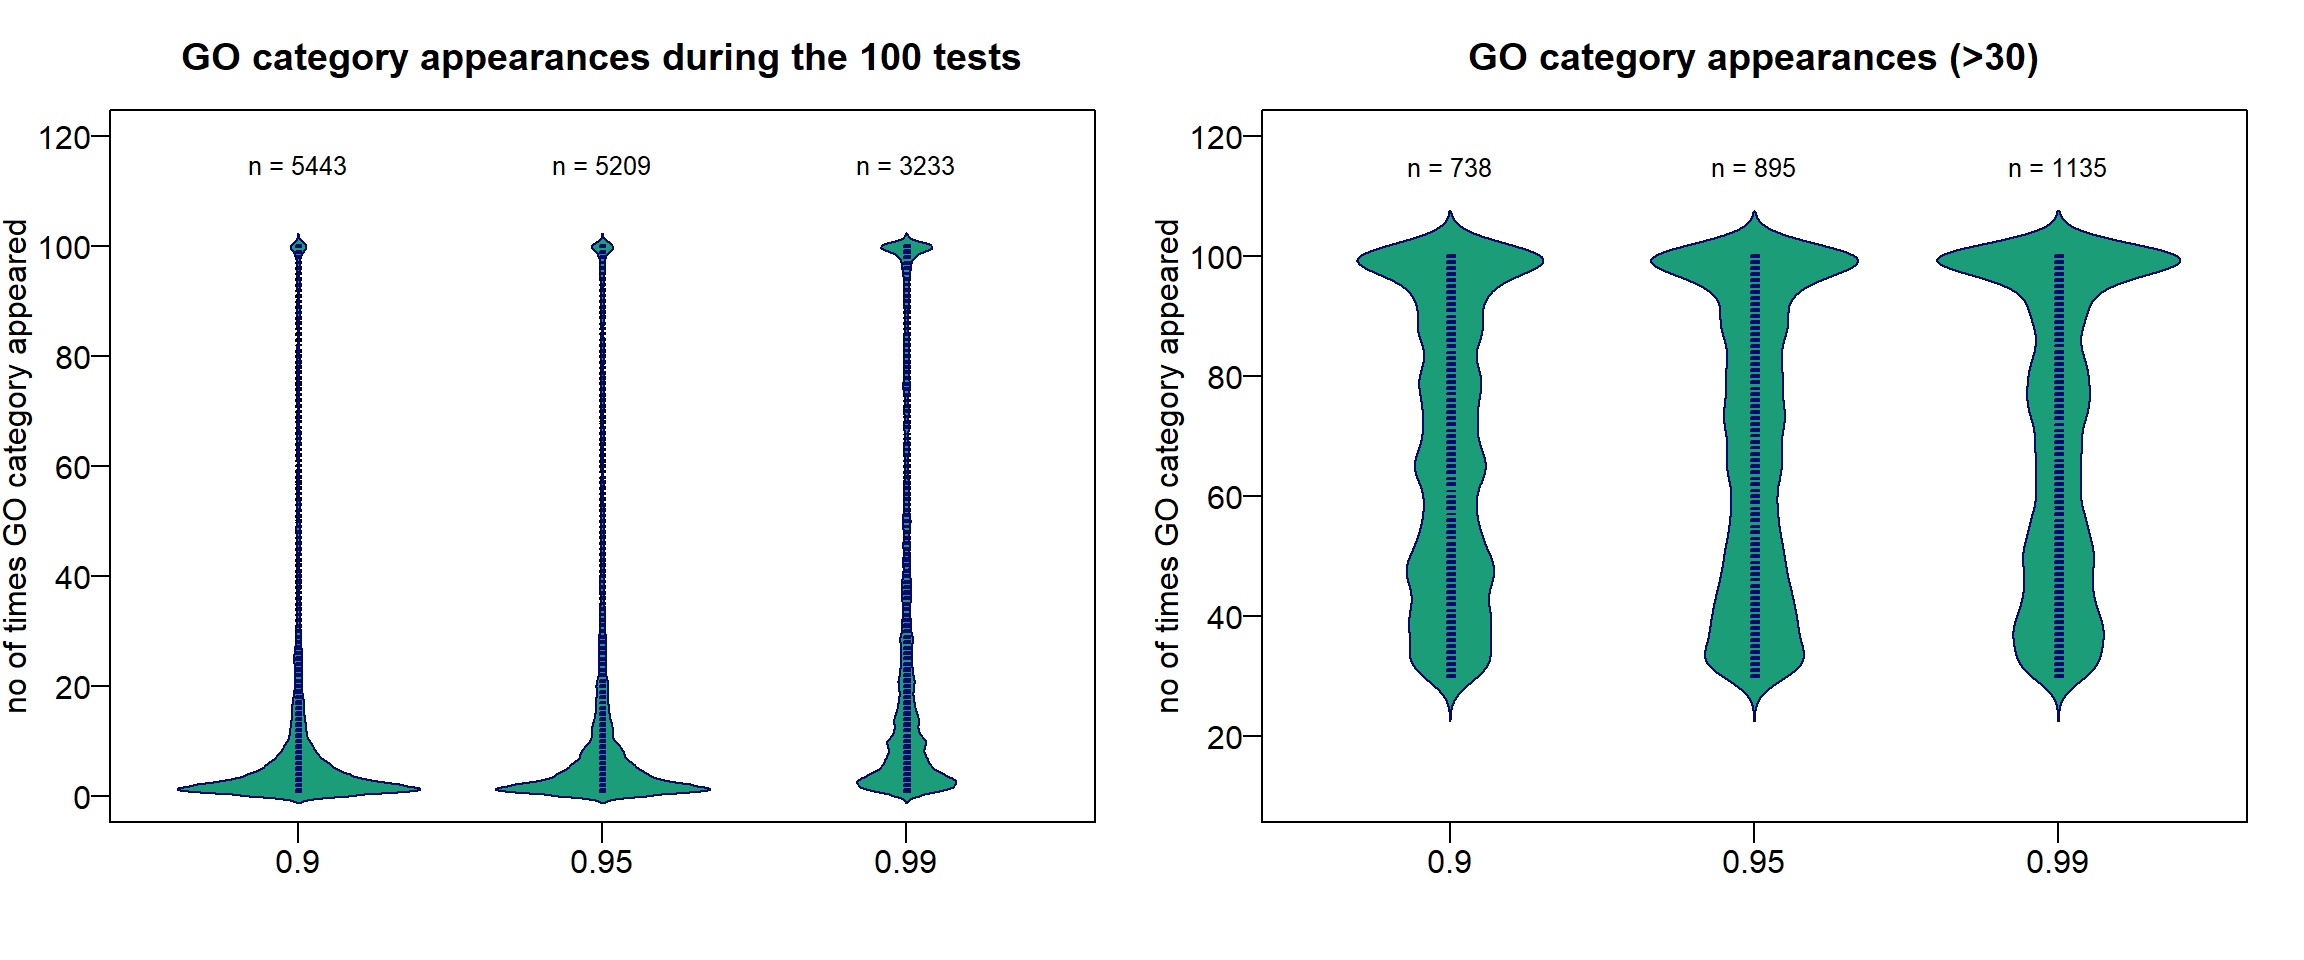 GO category appearances during the 100 tests
no of times GO category appeared
120
100
80
60
40
20
0
n = 5443
n = 5209
n = 3233
0.9
0.95
0.99
GO category appearances (>30)
no of times GO category appeared
120
100
80
60
40
20
n = 738
n = 895
n = 1135
0.9
0.95
0.99